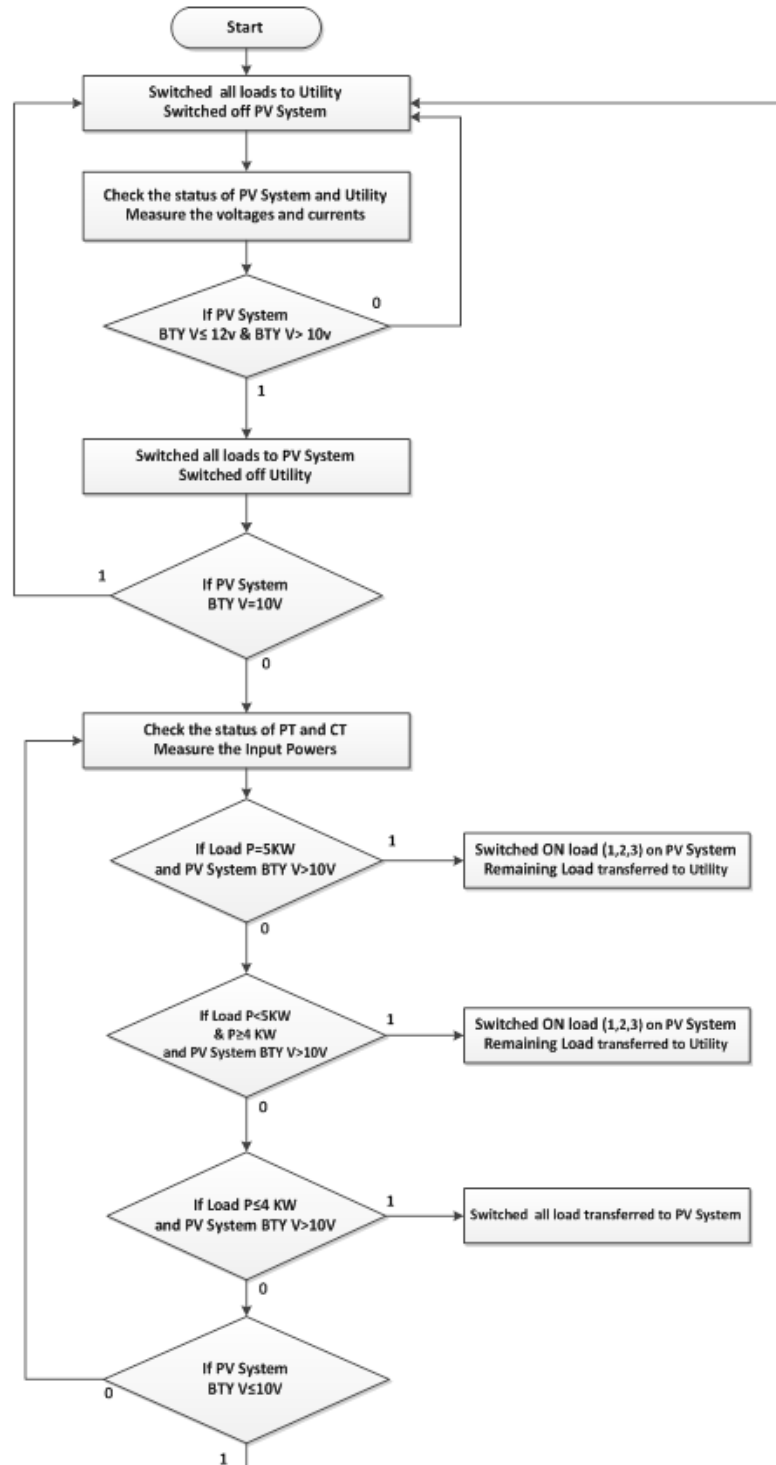 Start
Switched all loads to Utility
Switched off PV System
Check the status of PV System and Utility
Measure the voltages and currents
0
If PV System
BTY V≤ 12v & BTY V> 10v
1
Switched all loads to PV System
Switched off Utility
1
If PV System
BTY V=10V
0
Check the status of PT and CT
Measure the Input Powers
If Load P=5KW
and PV System BTY V>10V
1
Switched ON load (1,2,3) on PV System
Remaining Load transferred to Utility
0
If Load P<5KW
& P≥4 KW
and PV System BTY V>10V
1
Switched ON load (1,2,3) on PV System
Remaining Load transferred to Utility
0
If Load P≤4 KW
and PV System BTY V>10V
1
Switched all load transferred to PV System
0
If PV System
BTY V≤10V
0
1